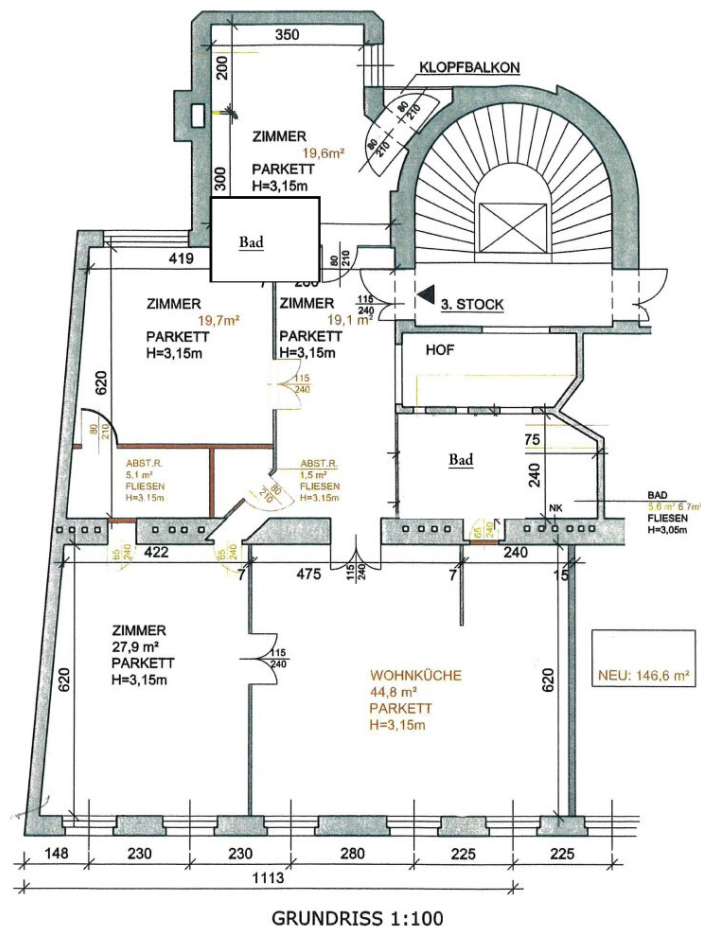 350
200
KLOPFBALKON
80
210
80
210
ZIMMER
19,6m²
PARKETT
H=3,15m
300
Bad
80
210
419
ZIMMER
19,7m²
PARKETT
H=3,15m
ZIMMER
19,1 m²
PARKETT
H=3,15m
115
240
3. STOCK
HOF
620
115
240
80
210
ABST.R.
5,1 m²
FLIESEN
H=3.15m
ABST.R.
1,5 m²
FLIESEN
H=3,15m
80
210
Bad
75
240
NK
BAD
5.6 m² 6.7m²
FLIESEN
H=3,05m
65
240
65
240
65
240
422
7
475
115
240
7
240
15
ZIMMER
27,9 m²
PARKETT
H=3,15m
620
115
240
WOHNKÜCHE
44,8 m²
PARKETT
H=3,15m
620
NEU: 146,6 m²
148
230
230
280
225
225
1113
GRUNDRISS 1:100